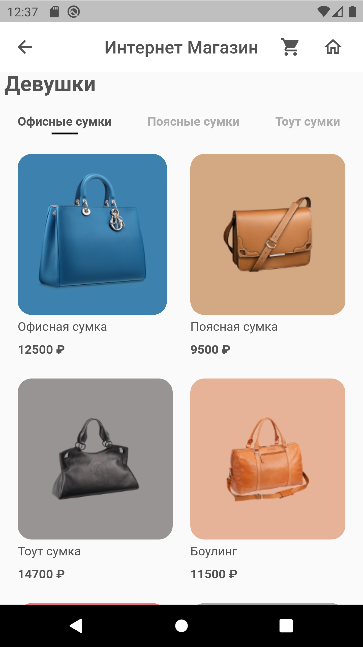 12:37
Интернет Магазин
Девушки
Офисные сумки Поясные сумки Тоут сумки
Офисная сумка Поясная сумка
12500 ₽ 9500 ₽
Тоут сумка Боулинг
14700 ₽ 11500 ₽